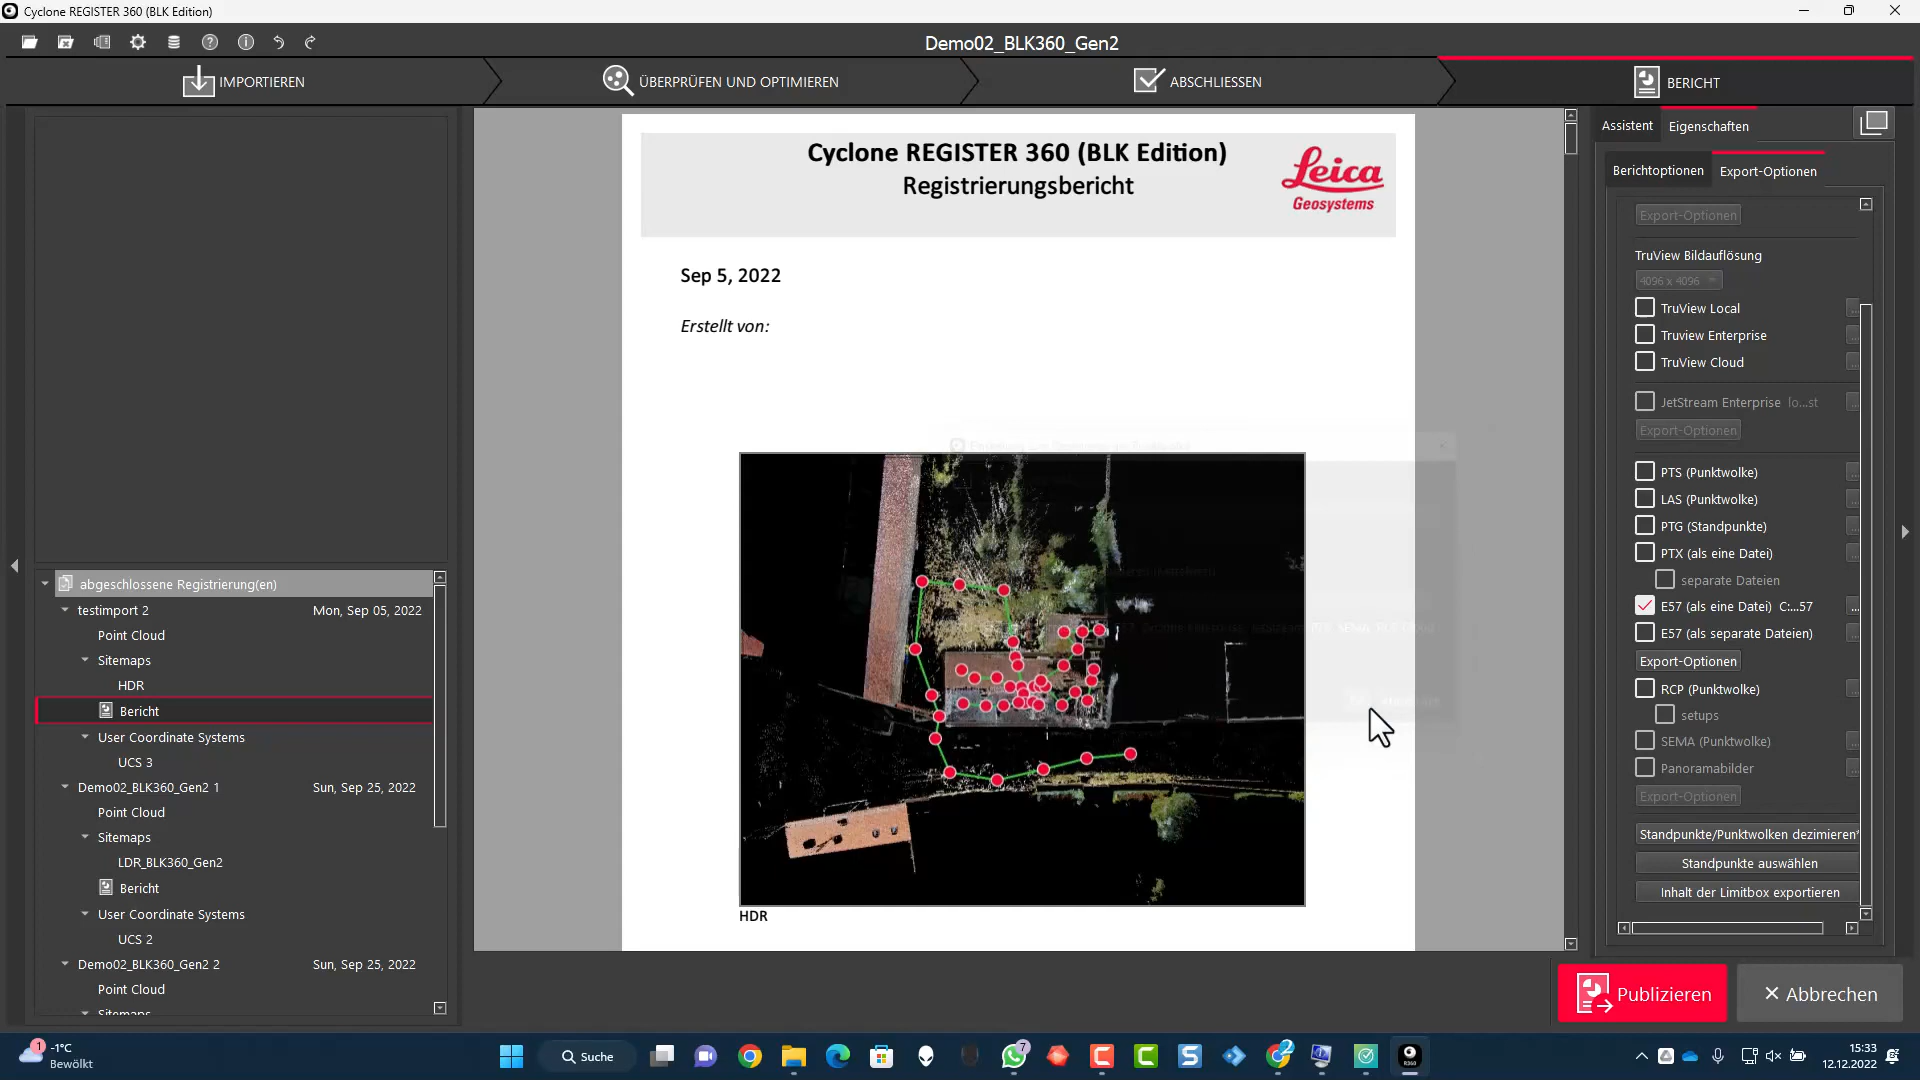 Cyclone REGISTER 360 (BLK Edition)
Demo02_BLK360_Gen2
IMPORTIEREN
ÜBERPRÜFEN UND OPTIMIEREN
ABSCHLIESSEN
BERICHT
abgeschlossene Registrierung(en)
testimport 2 Mon, Sep 05, 2022
Point Cloud
Sitemaps
HDR
Bericht
User Coordinate Systems
UCS 3
Demo02_BLK360_Gen2 1 Sun, Sep 25, 2022
Point Cloud
Sitemaps
LDR_BLK360_Gen2
Bericht
User Coordinate Systems
UCS 2
Demo02_BLK360_Gen2 2 Sun, Sep 25, 2022
Point Cloud
Sitemaps
Cyclone REGISTER 360 (BLK Edition)
Registrierungsbericht
Leica
Geosystems
Sep 5, 2022
Erstellt von:
HDR
Assistent Eigenschaften
Berichtoptionen Export-Optionen
Export-Optionen
TruView Bildauflösung
4096 x 4096
TruView Local ...
Truview Enterprise ...
TruView Cloud ...
JetStream Enterprise lo...st ...
Export-Optionen
PTS (Punktwolke) ...
LAS (Punktwolke) ...
PTG (Standpunkte) ...
PTX (als eine Datei) ...
separate Dateien
E57 (als eine Datei) C:...57 ...
E57 (als separate Dateien) ...
Export-Optionen
RCP (Punktwolke) ...
setups
SEMA (Punktwolke) ...
Panoramabilder ...
Export-Optionen
Standpunkte/Punktwolken dezimieren*
Standpunkte auswählen
Inhalt der Limitbox exportieren
Publizieren
Abbrechen
1
-1°C
Bewölkt
Suche
7
2
R360
15:33
12.12.2022